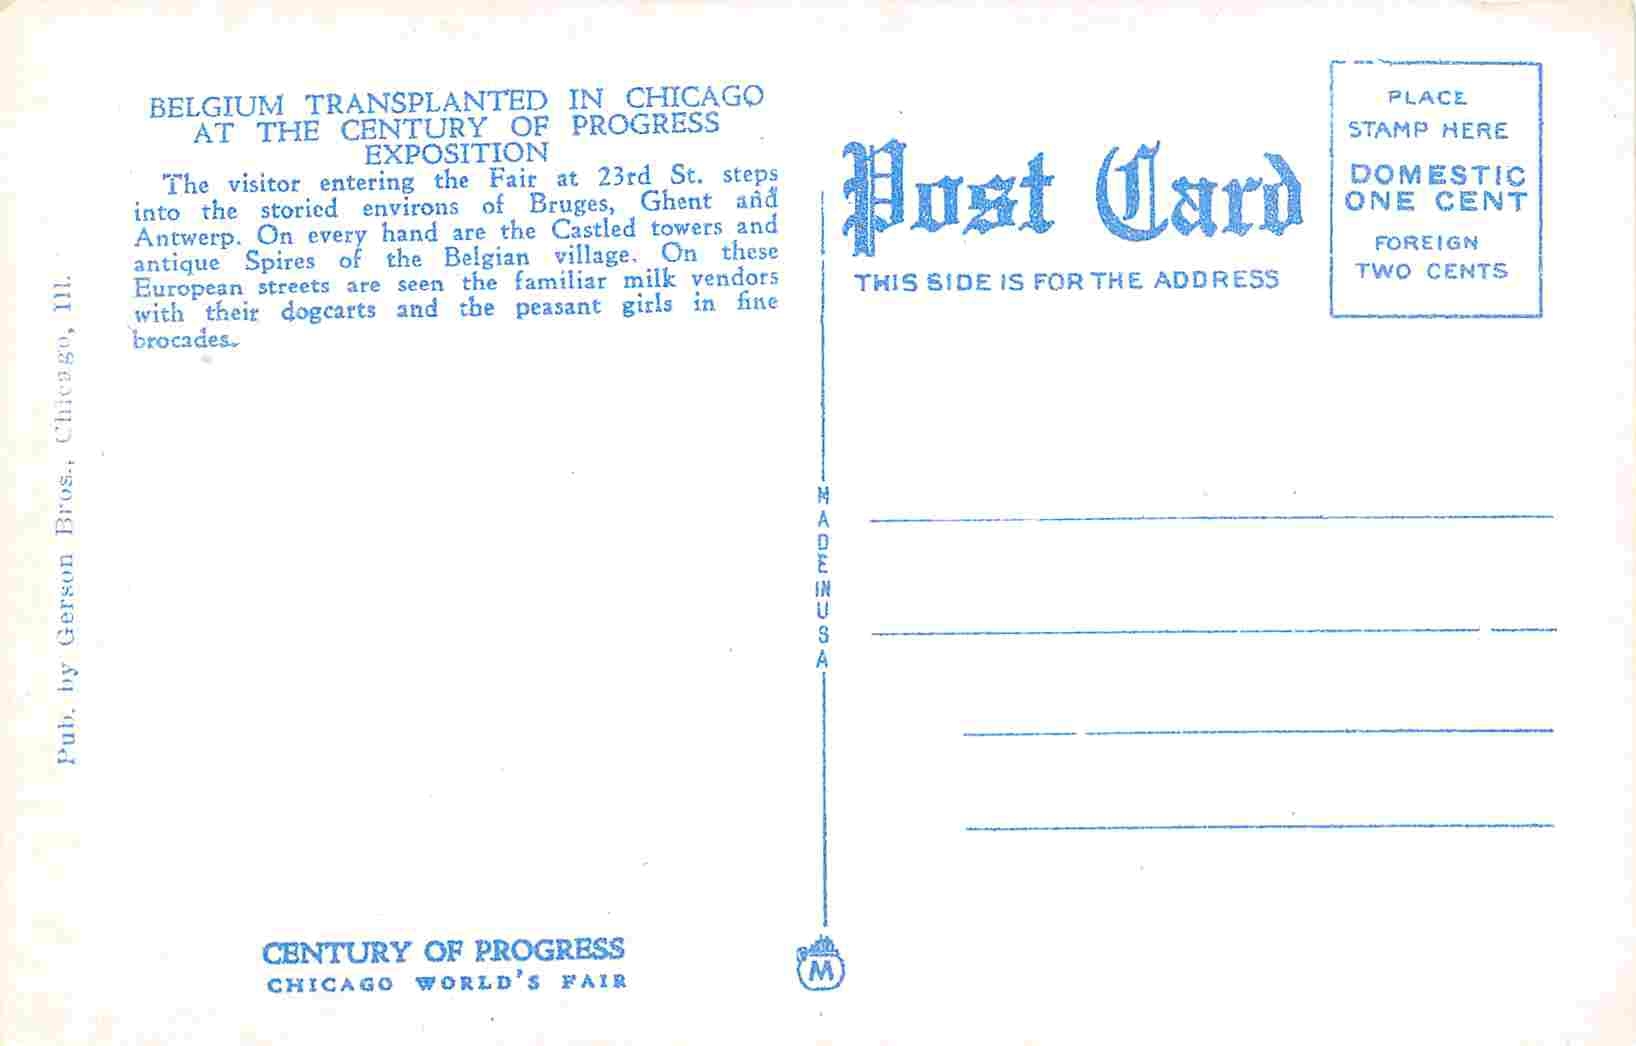 BELGIUM TRANSPLANTED IN CHICAGO
AT THE CENTURY OF PROGRESS
EXPOSITION
The visitor entering the Fair at 23rd St. steps
into the storied environs of Bruges, Ghent and
Antwerp. On every hand are the Castled towers and
antique Spires of the Belgian village. On these
European streets are seen the familiar milk vendors
with their dogcarts and the peasant girls in fine
brocades.
Pub. by Gerson Bros., Chicago, Ill.
CENTURY OF PROGRESS
CHICAGO WORLD'S FAIR
MADE IN USA
M
Post Card
THIS SIDE IS FOR THE ADDRESS
PLACE
STAMP HERE
DOMESTIC
ONE CENT
FOREIGN
TWO CENTS